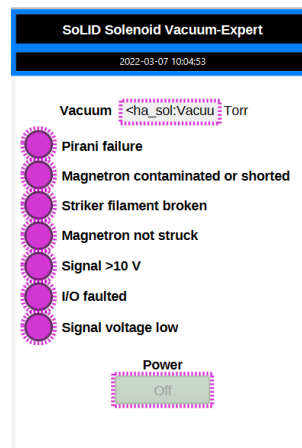 SoLID Solenoid Vacuum-Expert
2022-03-07 10:04:53
Vacuum <ha_sol:Vacuu Torr
Pirani failure
Magnetron contaminated or shorted
Striker filament broken
Magnetron not struck
Signal >10 V
I/O faulted
Signal voltage low
Power
Off